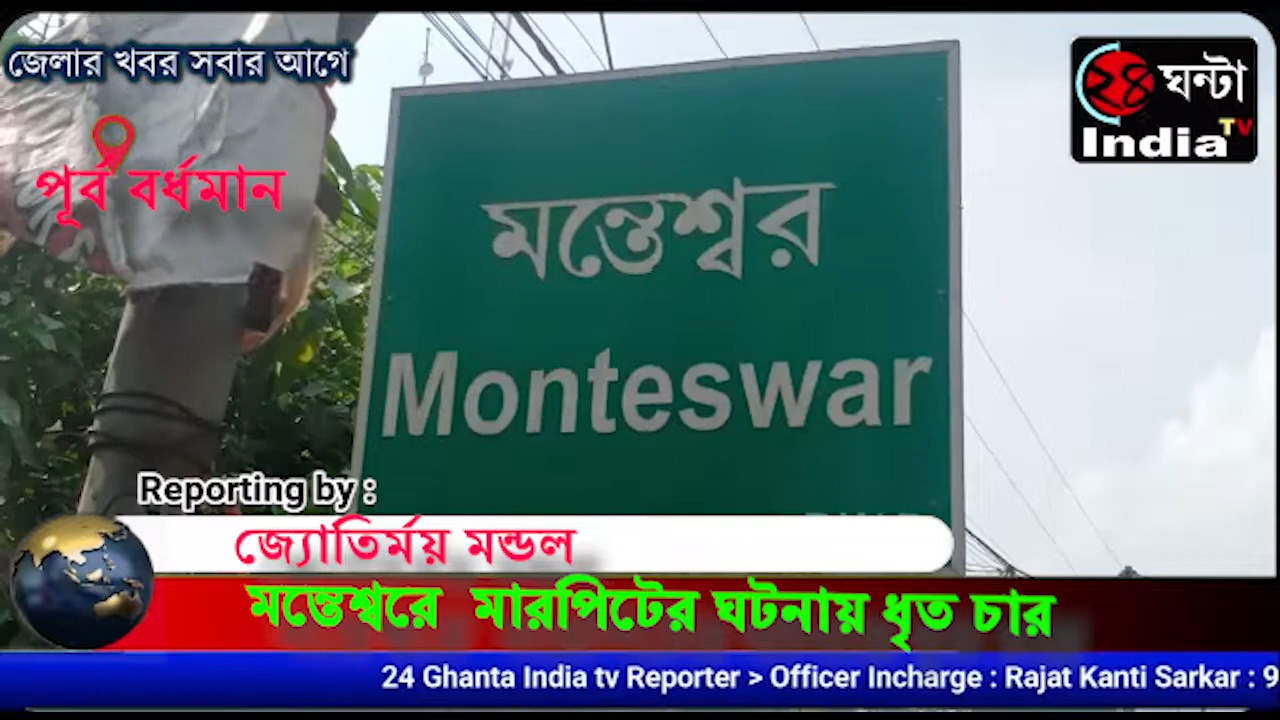 জেলার খবর সবার আগে
২৪ ঘন্টা
India TV
পূর্ব বর্ধমান
মন্তেশ্বর
Monteswar
Reporting by :
জ্যোতির্ময় মন্ডল
মন্তেশ্বরে মারপিটের ঘটনায় ধৃত চার
24 Ghanta India tv Reporter > Officer Incharge : Rajat Kanti Sarkar : 9